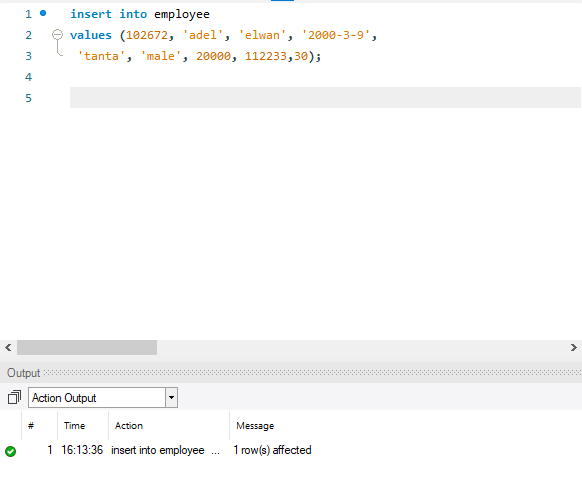 1 insert into employee
2 values (102672, 'adel', 'elwan', '2000-3-9',
3 'tanta', 'male', 20000, 112233,30);
4
5
Output
Action Output
# Time Action Message
1 16:13:36 insert into employee ... 1 row(s) affected